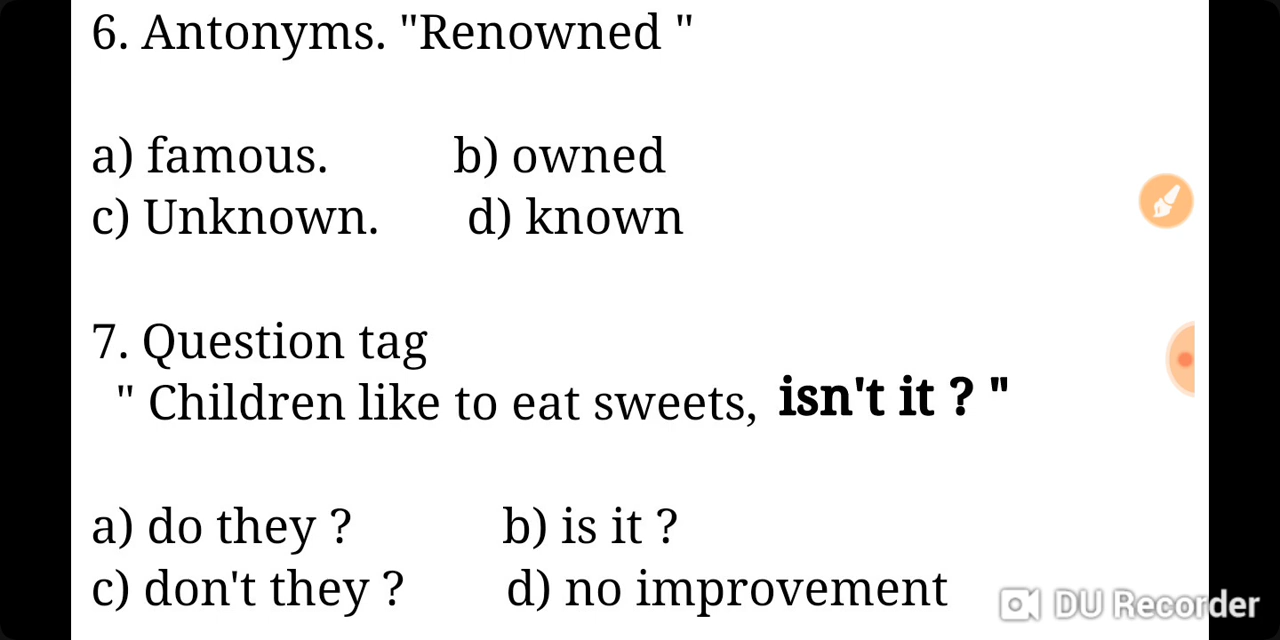 6. Antonyms. "Renowned "
a) famous. b) owned
c) Unknown. d) known
7. Question tag
" Children like to eat sweets, isn't it ? "
a) do they ? b) is it ?
c) don't they ? d) no improvement
DU Recorder